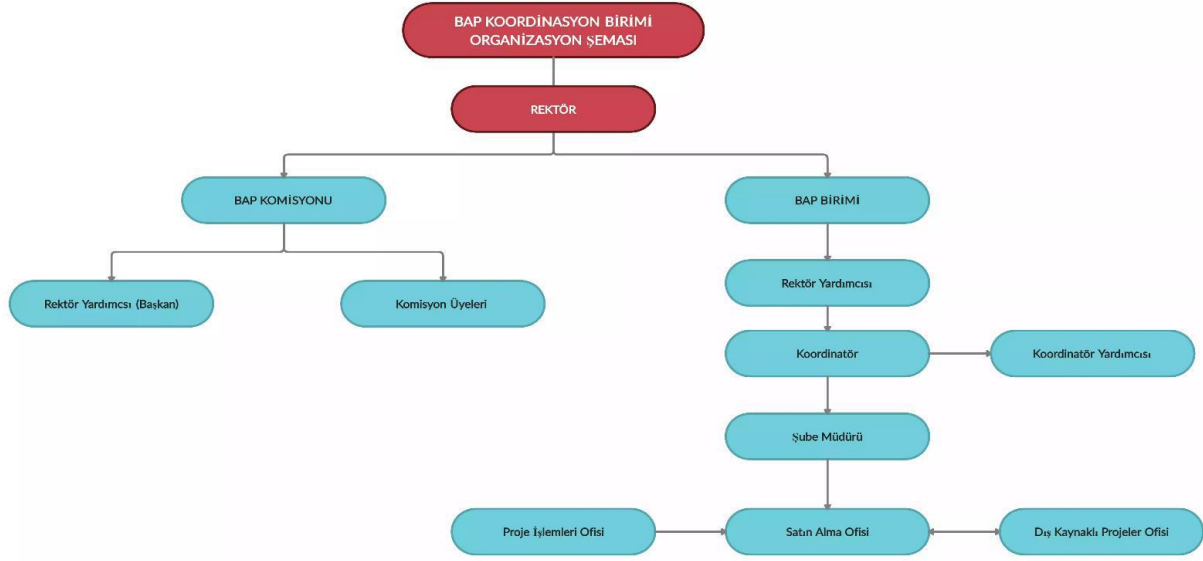 BAP KOORDİNASYON BİRİMİ
ORGANİZASYON ŞEMASI
REKTÖR
BAP KOMİSYONU
BAP BİRİMİ
Rektör Yardımcsı (Başkan)
Komisyon Üyeleri
Rektör Yardımcısı
Koordinatör
Koordinatör Yardımcısı
Şube Müdürü
Proje İşlemleri Ofisi
Satın Alma Ofisi
Dış Kaynaklı Projeler Ofisi